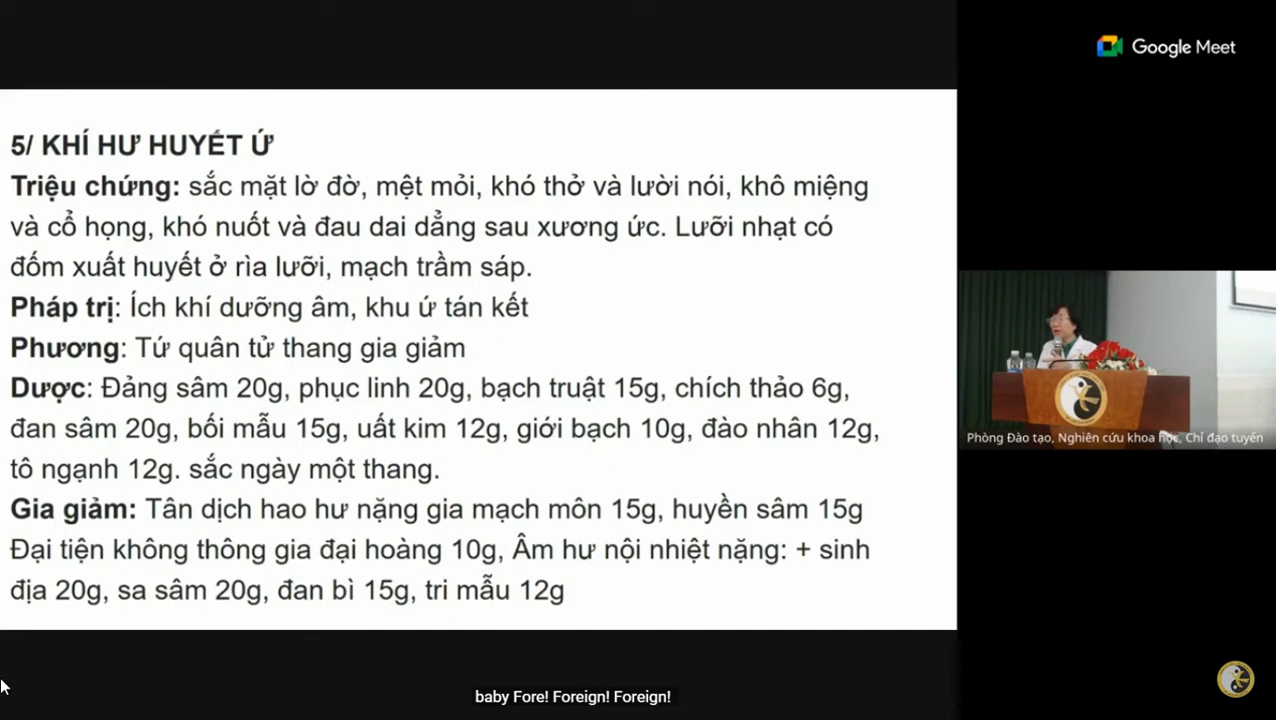 Google Meet
5/ KHÍ HƯ HUYẾT Ứ
Triệu chứng: sắc mặt lờ đờ, mệt mỏi, khó thở và lười nói, khô miệng
và cổ họng, khó nuốt và đau dai dẳng sau xương ức. Lưỡi nhạt có
đốm xuất huyết ở rìa lưỡi, mạch trầm sáp.
Pháp trị: Ích khí dưỡng âm, khu ứ tán kết
Phương: Tứ quân tử thang gia giảm
Dược: Đảng sâm 20g, phục linh 20g, bạch truật 15g, chích thảo 6g,
đan sâm 20g, bối mẫu 15g, uất kim 12g, giới bạch 10g, đào nhân 12g,
tô ngạnh 12g. sắc ngày một thang.
Gia giảm: Tân dịch hao hư nặng gia mạch môn 15g, huyền sâm 15g
Đại tiện không thông gia đại hoàng 10g, Âm hư nội nhiệt nặng: + sinh
địa 20g, sa sâm 20g, đan bì 15g, tri mẫu 12g
Phòng Đào tạo, Nghiên cứu khoa học, Chỉ đạo tuyến
baby Fore! Foreign! Foreign!